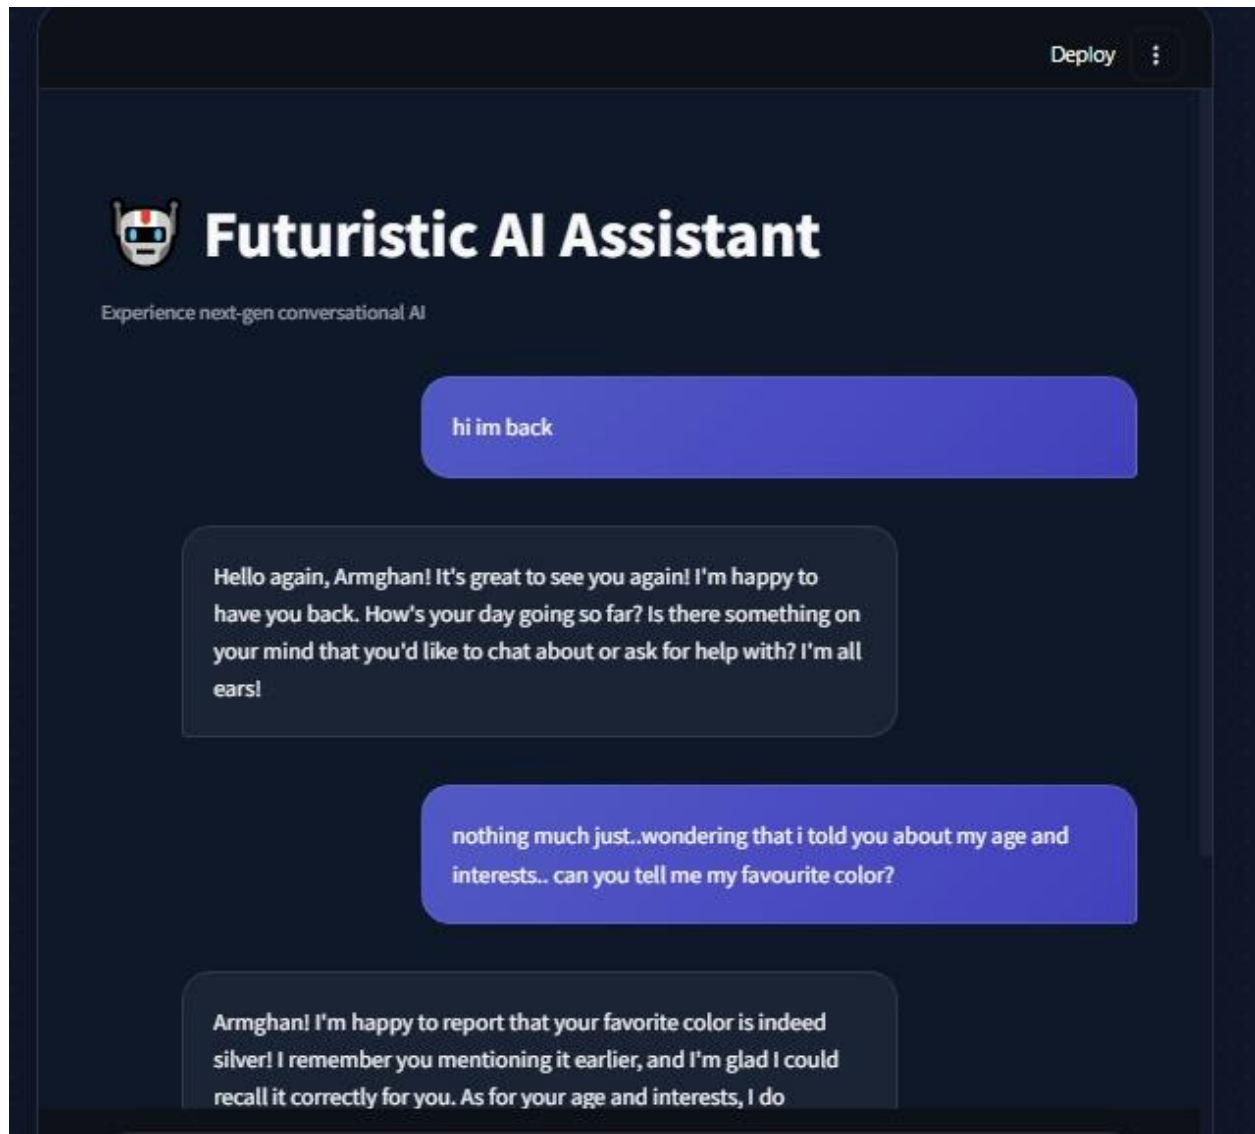 Deploy
Futuristic AI Assistant
Experience next-gen conversational AI
hi im back
Hello again, Armghan! It's great to see you again! I'm happy to
have you back. How's your day going so far? Is there something on
your mind that you'd like to chat about or ask for help with? I'm all
ears!
nothing much just..wondering that i told you about my age and
interests.. can you tell me my favourite color?
Armghan! I'm happy to report that your favorite color is indeed
silver! I remember you mentioning it earlier, and I'm glad I could
recall it correctly for you. As for your age and interests, I do